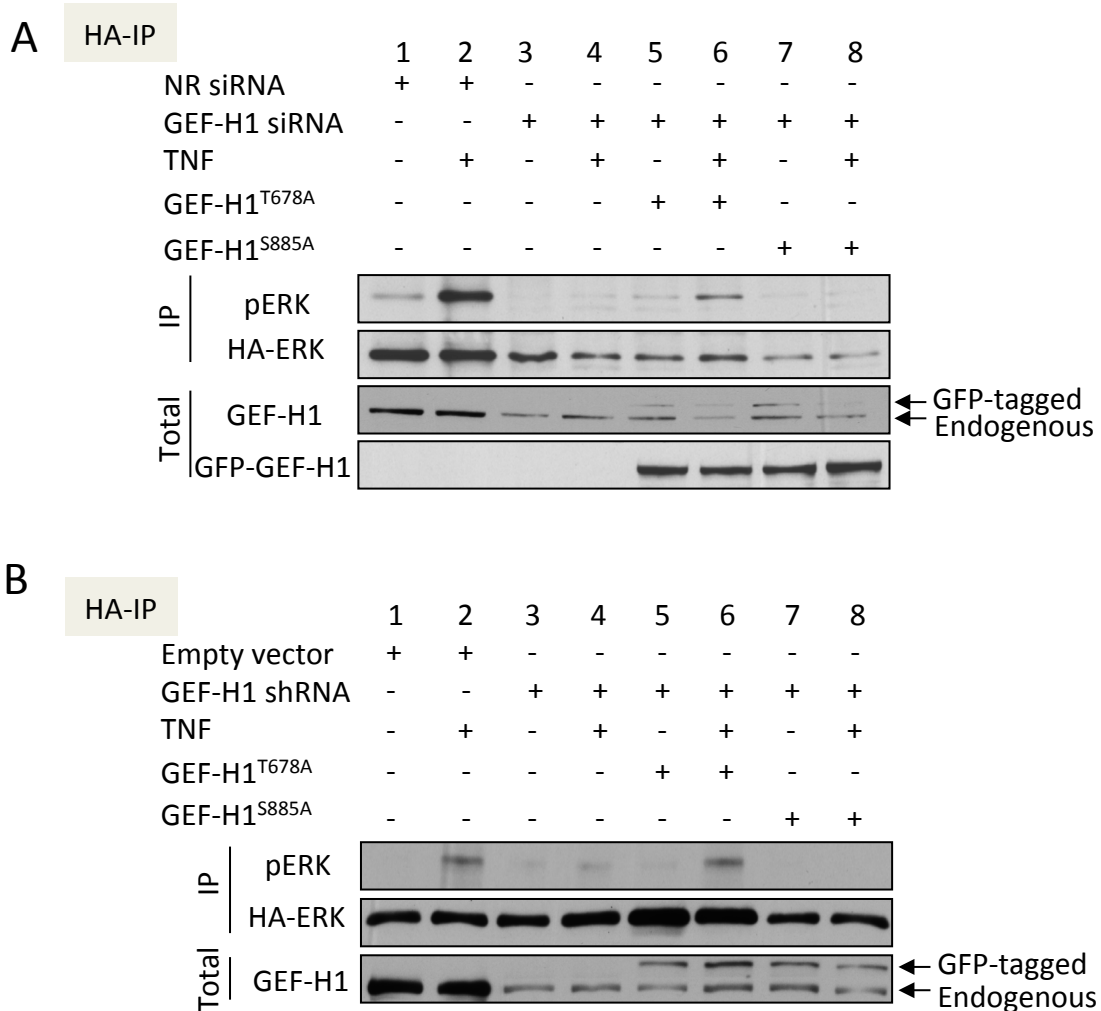 A
HA-IP
1 2 3 4 5 6 7 8
NR siRNA + + - - - - - -
GEF-H1 siRNA - - + + + + + +
TNF - + - + - + - +
GEF-H1T678A - - - - + + - -
GEF-H1S885A - - - - - - + +
IP
pERK
HA-ERK
Total
GEF-H1
GFP-tagged
Endogenous
GFP-GEF-H1
B
HA-IP
1 2 3 4 5 6 7 8
Empty vector + + - - - - - -
GEF-H1 shRNA - - + + + + + +
TNF - + - + - + - +
GEF-H1T678A - - - - + + - -
GEF-H1S885A - - - - - - + +
IP
pERK
HA-ERK
Total
GEF-H1
GFP-tagged
Endogenous